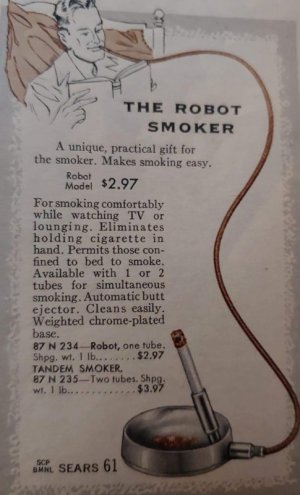 THE ROBOT
SMOKER
A unique, practical gift for
the smoker. Makes smoking easy.
Robot
Model $2.97
For smoking comfortably
while watching TV or
lounging. Eliminates
holding cigarette in
hand. Permits those con-
fined to bed to smoke.
Available with 1 or 2
tubes for simultaneous
smoking. Automatic butt
ejector. Cleans easily.
Weighted chrome-plated
base.
87 N 234—Robot, one tube.
Shpg. wt. 1 lb........$2.97
TANDEM SMOKER.
87 N 235—Two tubes. Shpg.
wt. 1 lb..............$3.97
SCP
BMNL SEARS 61